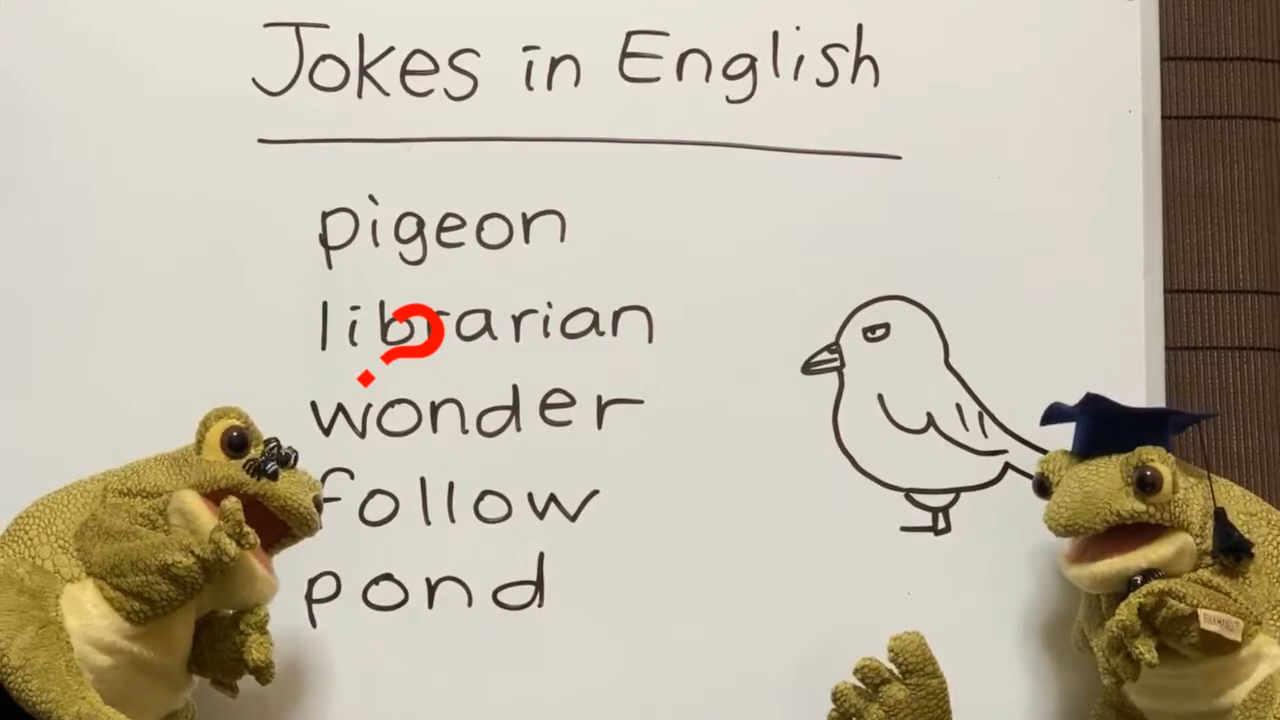 Jokes in English
pigeon
librarian
wonder
follow
pond
?